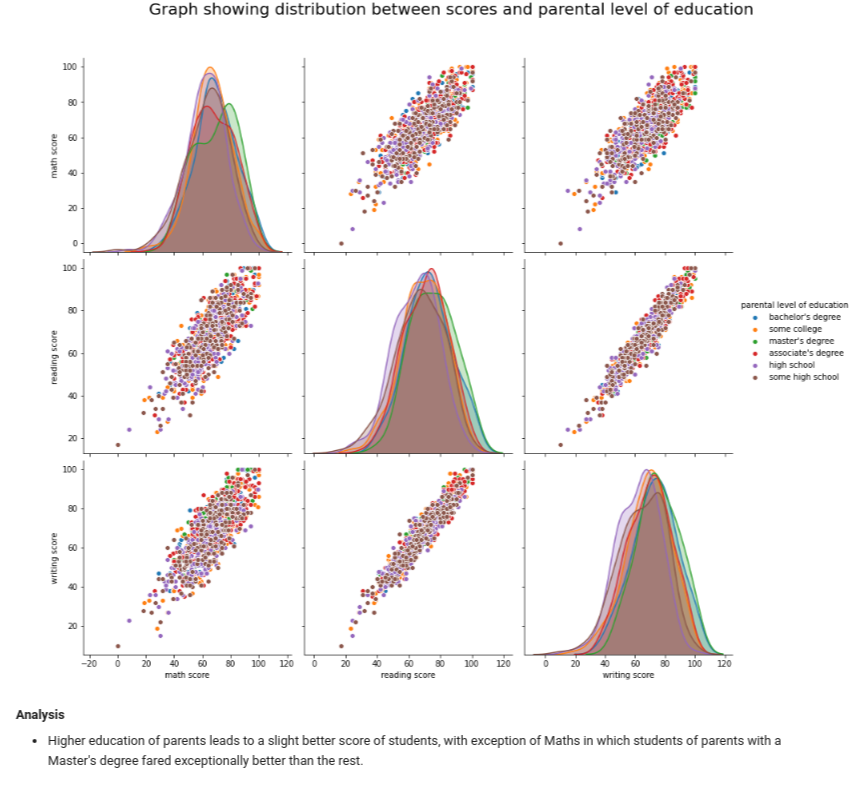 Graph showing distribution between scores and parental level of education
100
80
60
40
20
0
math score
100
80
60
40
20
reading score
parental level of education
bachelor's degree
some college
master's degree
associate's degree
high school
some high school
100
80
60
40
20
writing score
−20 0 20 40 60 80 100 120
math score
0 20 40 60 80 100 120
reading score
0 20 40 60 80 100 120
writing score
Analysis
• Higher education of parents leads to a slight better score of students, with exception of Maths in which students of parents with a
Master's degree fared exceptionally better than the rest.